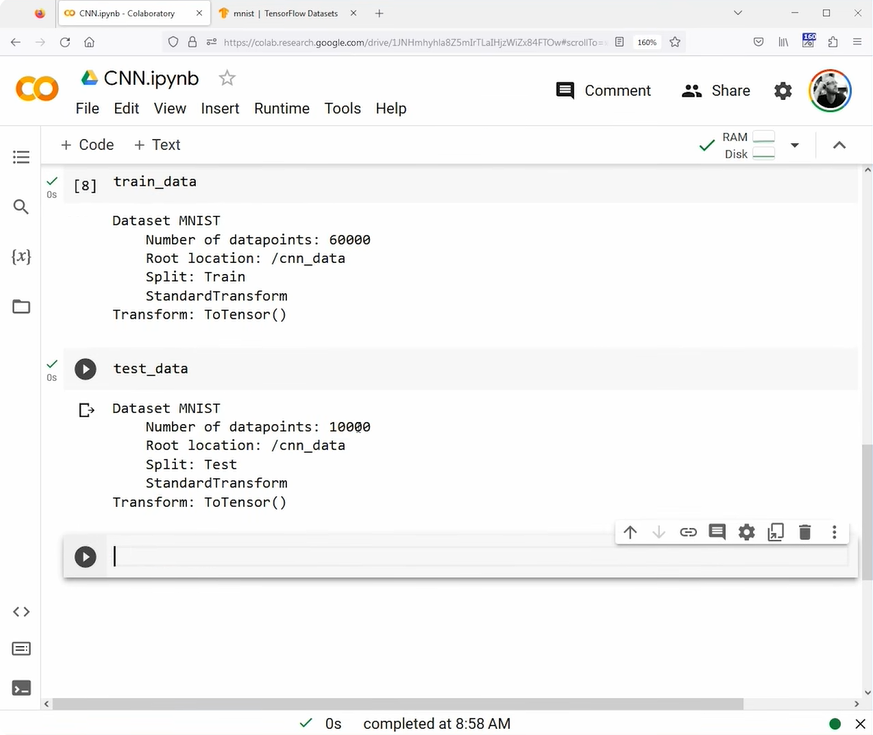 CNN.ipynb - Colaboratory
mnist | TensorFlow Datasets
https://colab.research.google.com/drive/
160%
160
CNN.ipynb
File Edit View Insert Runtime Tools Help
Comment
Share
+ Code + Text
RAM
Disk
0s
[8] train_data
Dataset MNIST
Number of datapoints: 60000
Root location: /cnn_data
Split: Train
StandardTransform
Transform: ToTensor()
0s
test_data
Dataset MNIST
Number of datapoints: 10000
Root location: /cnn_data
Split: Test
StandardTransform
Transform: ToTensor()
{x}
0s completed at 8:58 AM